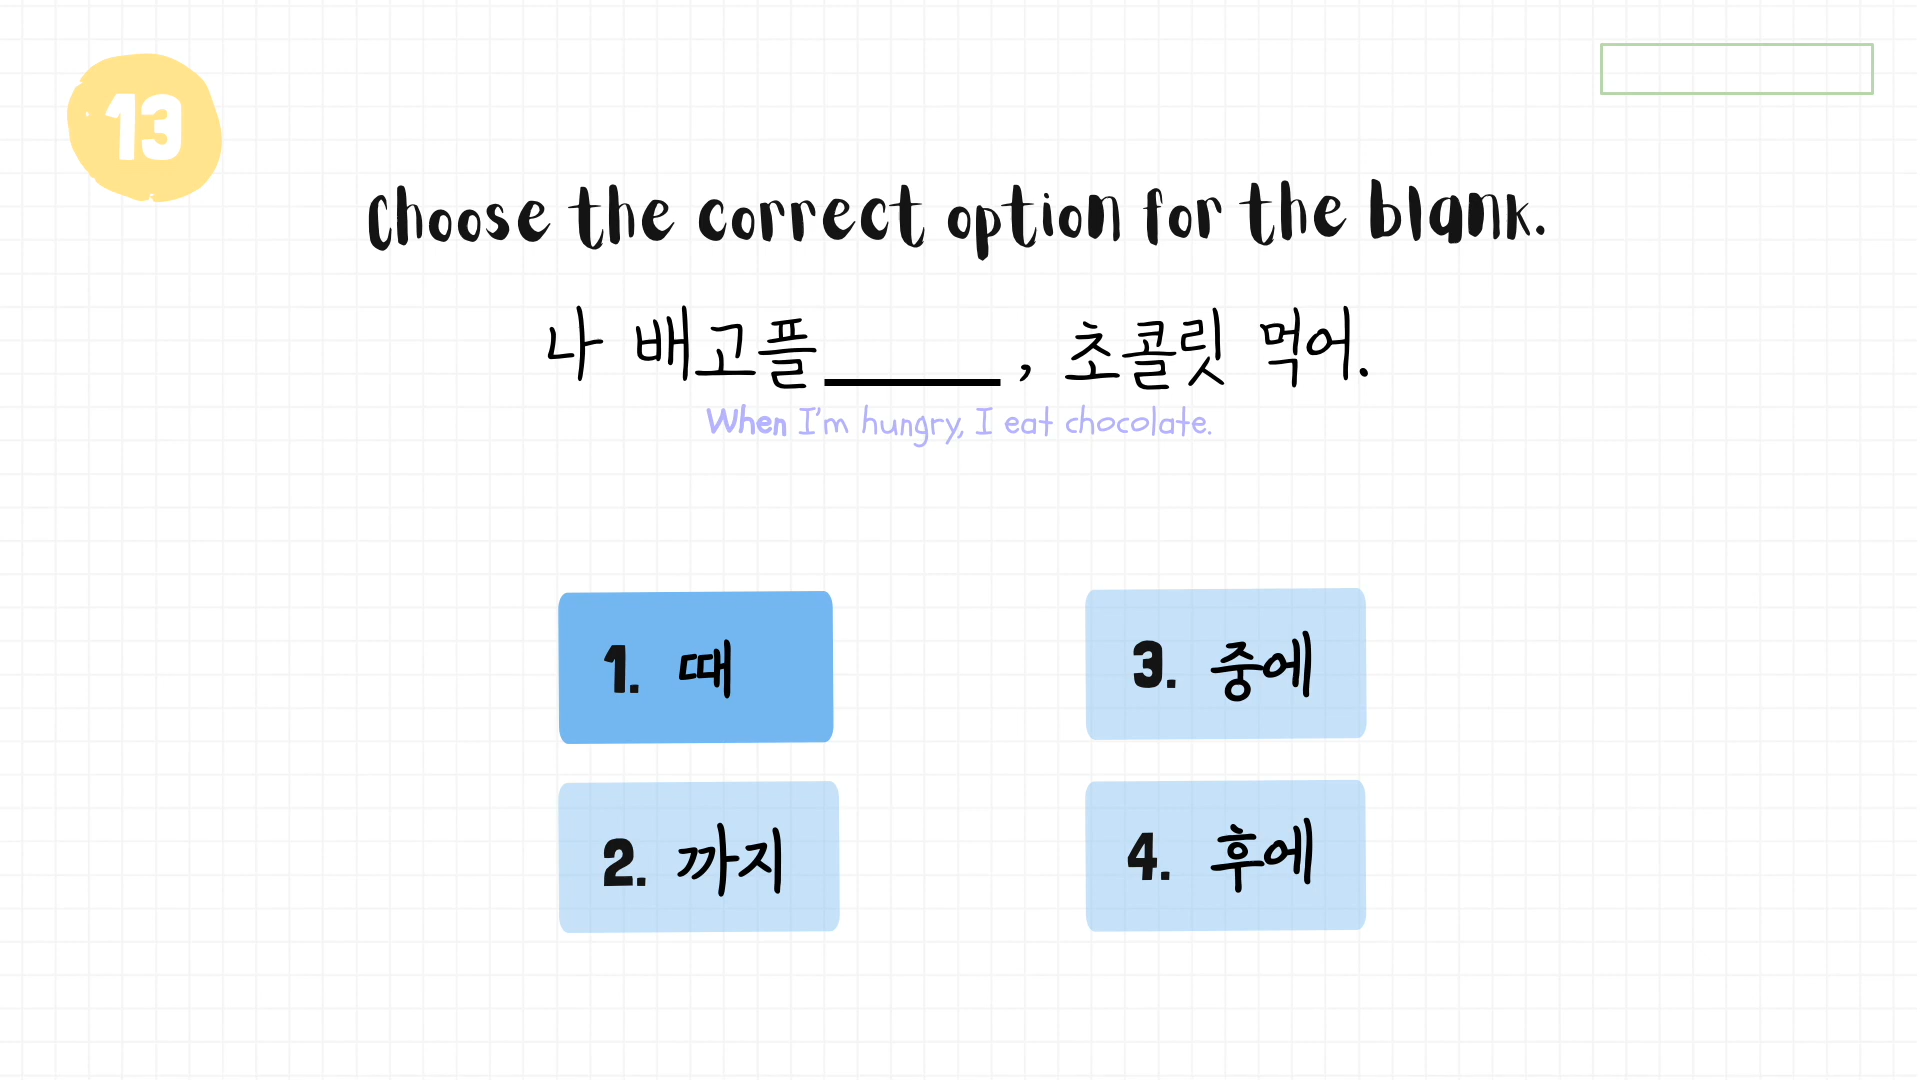 13
Choose the correct option for the blank.
나 배고플_____ , 초콜릿 먹어.
When I'm hungry, I eat chocolate.
1. 때
2. 까지
3. 중에
4. 후에